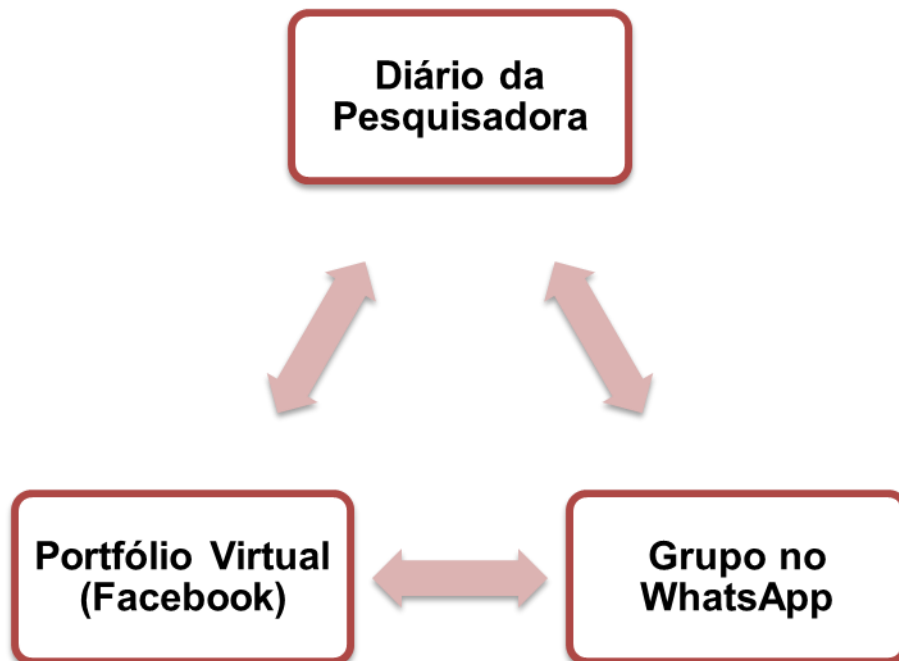 Diário da
Pesquisadora
Portfólio Virtual
(Facebook)
Grupo no
WhatsApp